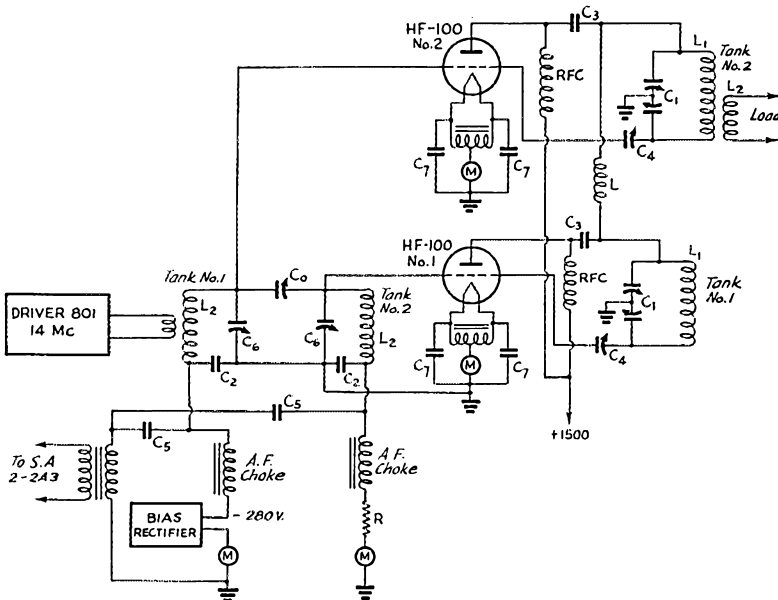 HF-100
No.2
C3
L1
Tank
No.2
RFC
L2
C1
Load
C4
C7
C7
M
L
HF-100
No.1
C3
L1
RFC
C1
Tank
No.1
C4
C7
C7
M
+1500
Tank No.1
Co
DRIVER 801
14 Mc
L2
C6
C6
Tank
No.2
L2
C2
C2
C5
C5
To S.A
2-2A3
A.F.
Choke
A.F.
Choke
BIAS
RECTIFIER
- 280V.
R
M
M